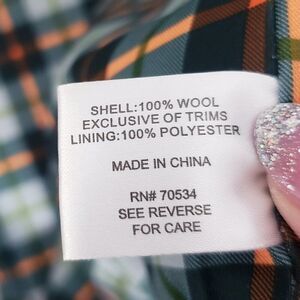 SHELL:100% WOOL
EXCLUSIVE OF TRIMS
LINING:100% POLYESTER
MADE IN CHINA
RN# 70534
SEE REVERSE
FOR CARE